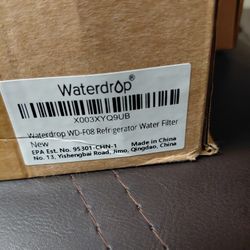 Waterdrop®
X003XYQ9UB
Waterdrop WD-F08 Refrigerator Water Filter
New
EPA Est. No. 95301-CHN-1 Made in China
No. 13, Yishengbai Road, Jimo, Qingdao, China